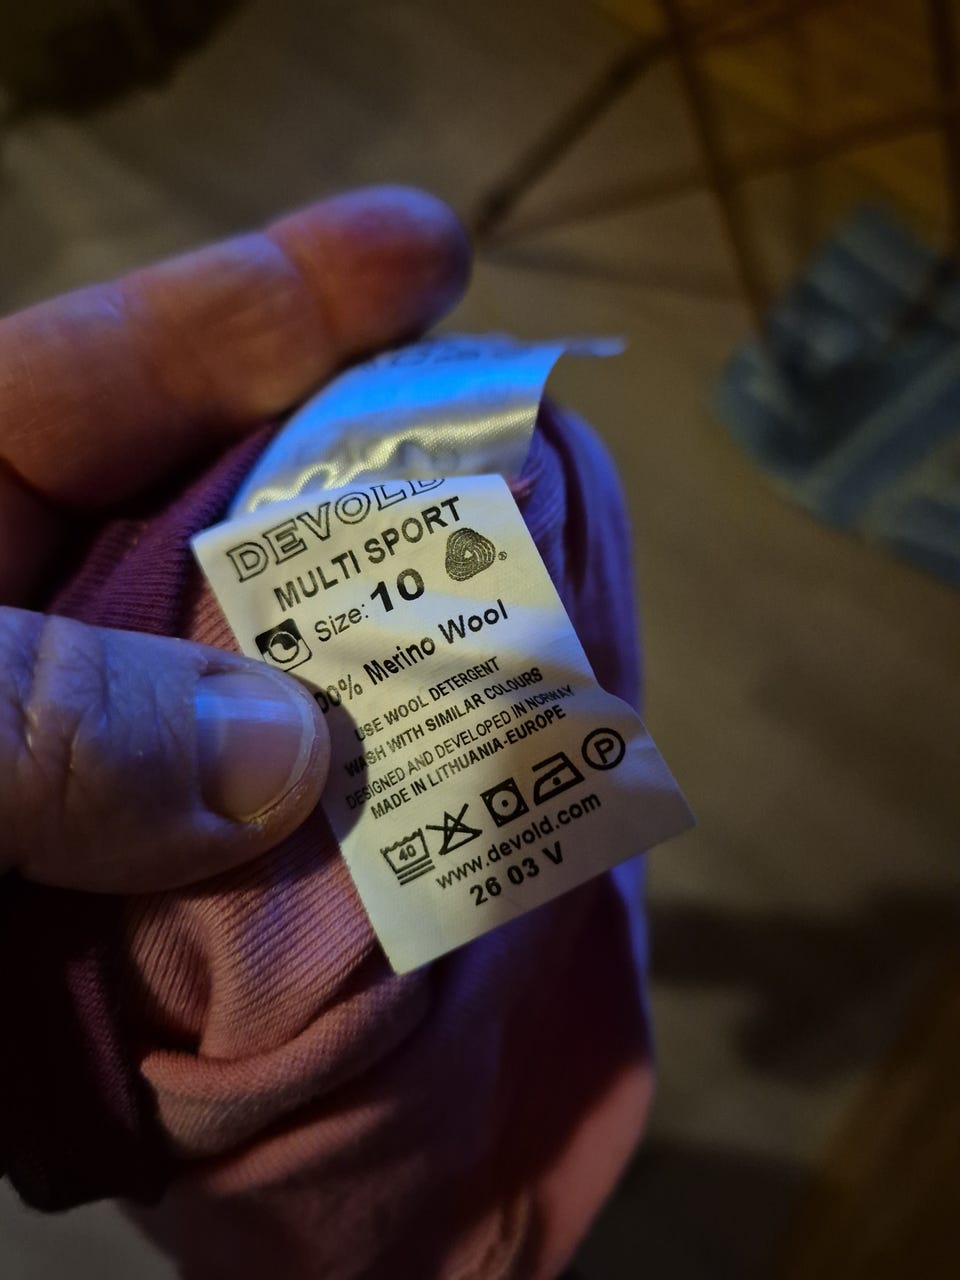 DEVOLD
MULTI SPORT
®
Size: 10
00% Merino Wool
USE WOOL DETERGENT
WASH WITH SIMILAR COLOURS
DESIGNED AND DEVELOPED IN NORWAY
MADE IN LITHUANIA-EUROPE
40 P
www.devold.com
26 03 V